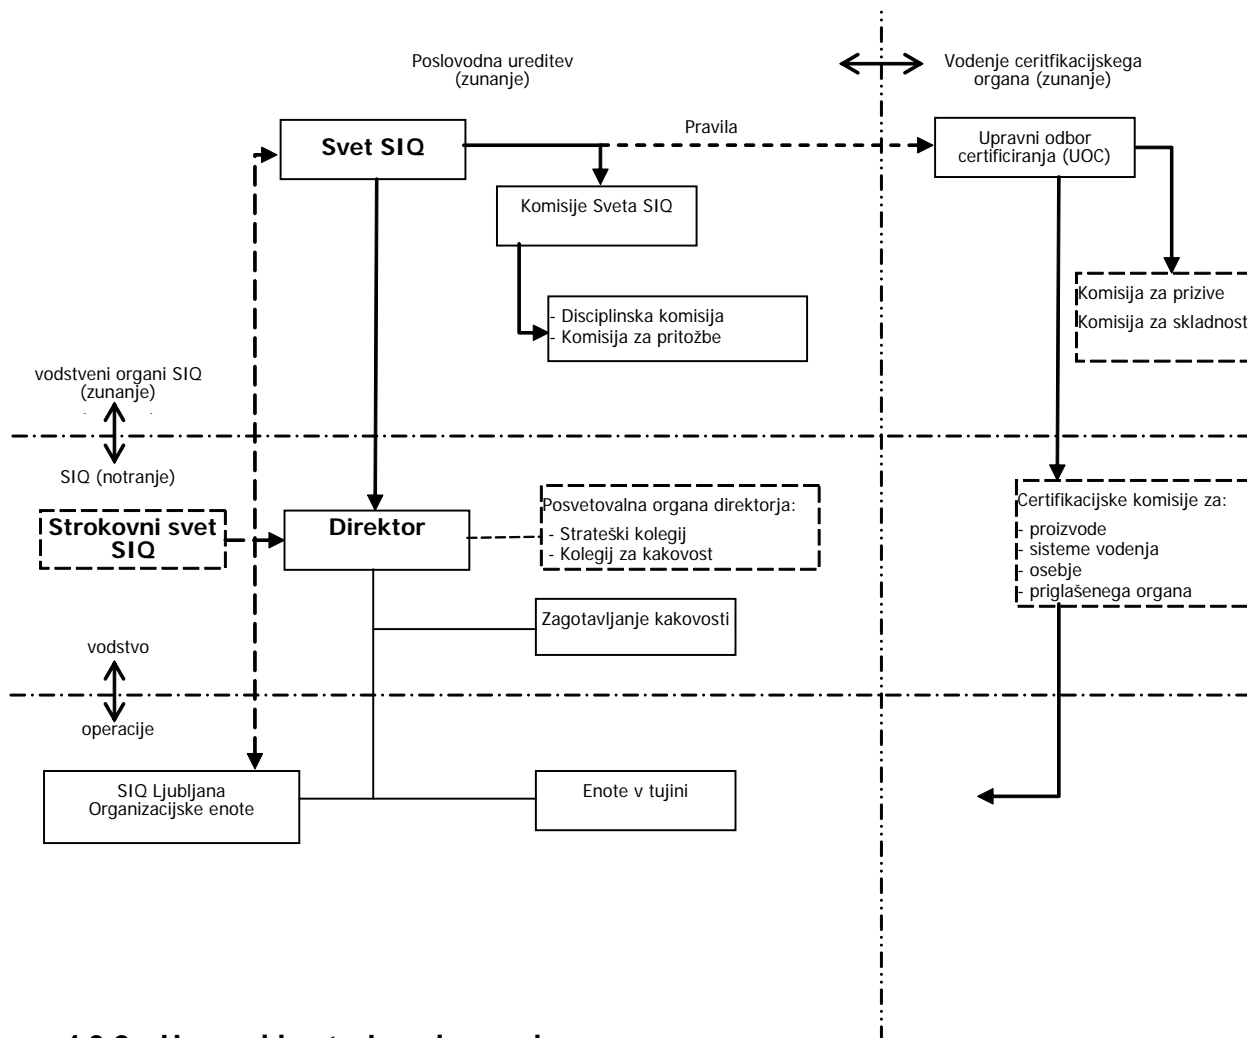 Poslovodna ureditev
(zunanje)
Vodenje ceritfikacijskega
organa (zunanje)
Svet SIQ
Pravila
Upravni odbor
certificiranja (UOC)
Komisije Sveta SIQ
Komisija za prizive
Komisija za skladnost
- Disciplinska komisija
- Komisija za pritožbe
vodstveni organi SIQ
(zunanje)
SIQ (notranje)
Strokovni svet
SIQ
Direktor
Posvetovalna organa direktorja:
- Strateški kolegij
- Kolegij za kakovost
Certifikacijske komisije za:
- proizvode
- sisteme vodenja
- osebje
- priglašenega organa
Zagotavljanje kakovosti
vodstvo
operacije
SIQ Ljubljana
Organizacijske enote
Enote v tujini